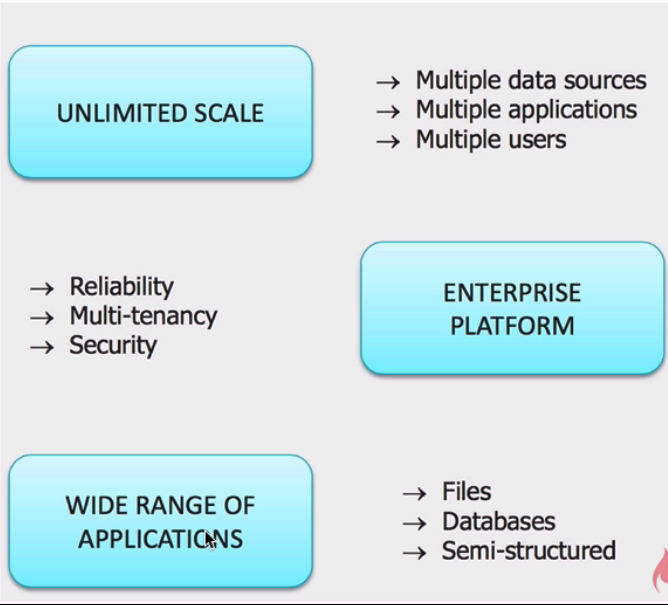 UNLIMITED SCALE
→ Multiple data sources
→ Multiple applications
→ Multiple users
→ Reliability
→ Multi-tenancy
→ Security
ENTERPRISE
PLATFORM
WIDE RANGE OF
APPLICATIONS
→ Files
→ Databases
→ Semi-structured